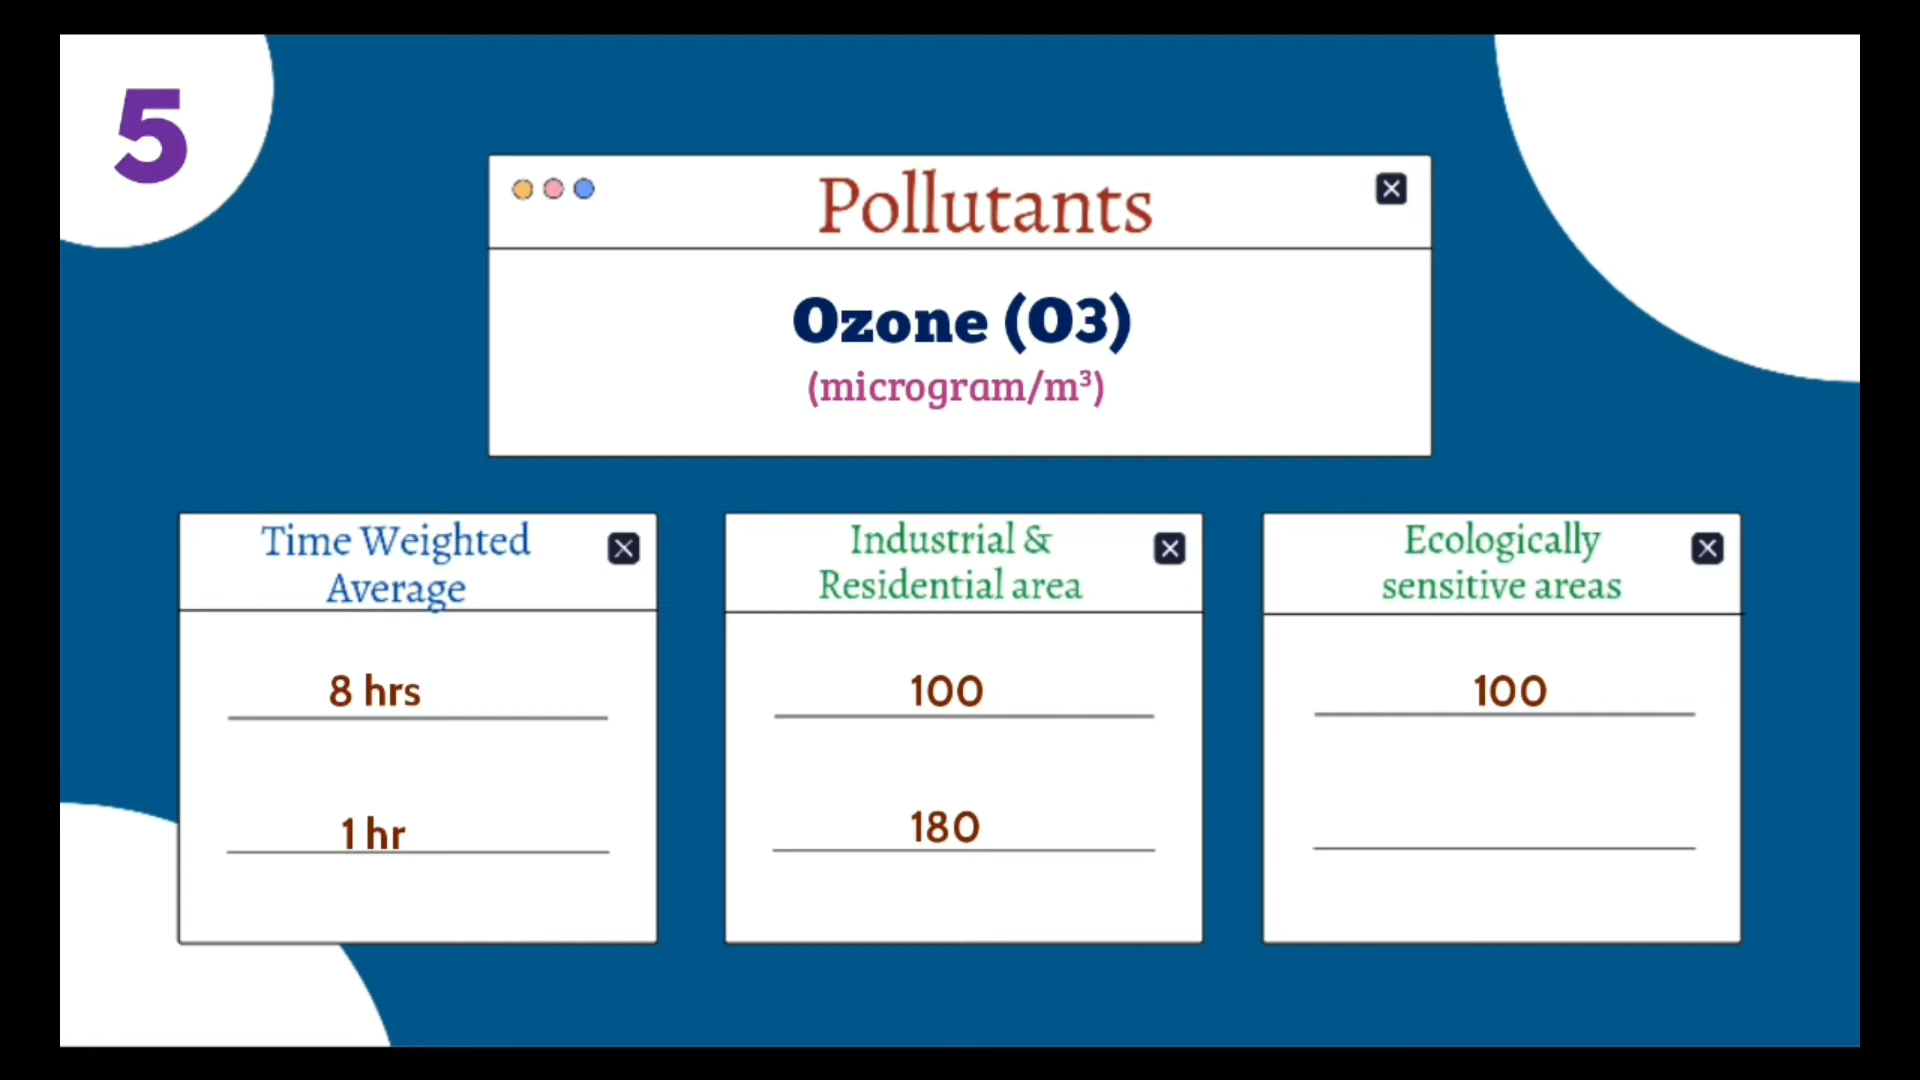 5
Pollutants
Ozone (O3)
(microgram/m³)
Time Weighted
Average
8 hrs
1 hr
Industrial &
Residential area
100
180
Ecologically
sensitive areas
100